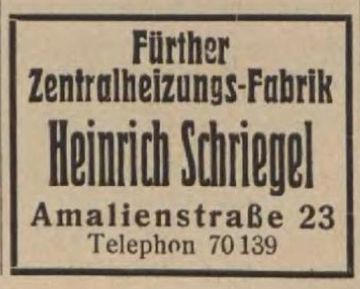 Fürther
Zentralheizungs-Fabrik
Heinrich Schriegel
Amalienstraße 23
Telephon 70139